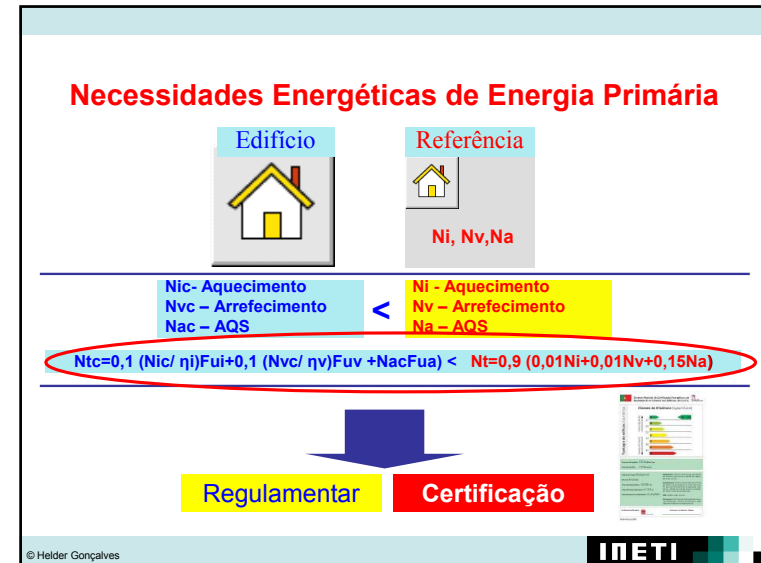 Necessidades Energéticas de Energia Primária
Edifício
Referência
Ni, Nv,Na
Nic- Aquecimento
Nvc – Arrefecimento
Nac – AQS
<
Ni - Aquecimento
Nv – Arrefecimento
Na – AQS
Ntc=0,1 (Nic/ ηi)Fui+0,1 (Nvc/ ηv)Fuv +NacFua) < Nt=0,9 (0,01Ni+0,01Nv+0,15Na)
Regulamentar
Certificação
© Helder Gonçalves
INETI